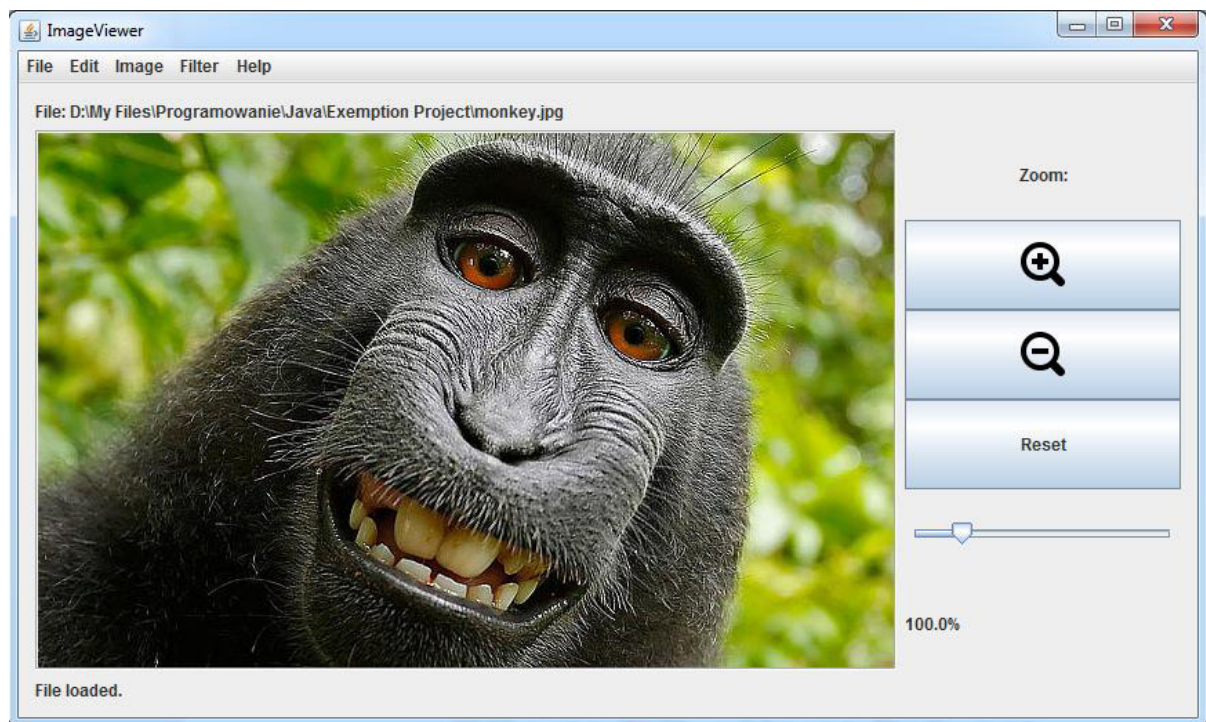 ImageViewer
File Edit Image Filter Help
File: D:\My Files\Programowanie\Java\Exemption Project\monkey.jpg
Zoom:
Reset
100.0%
File loaded.